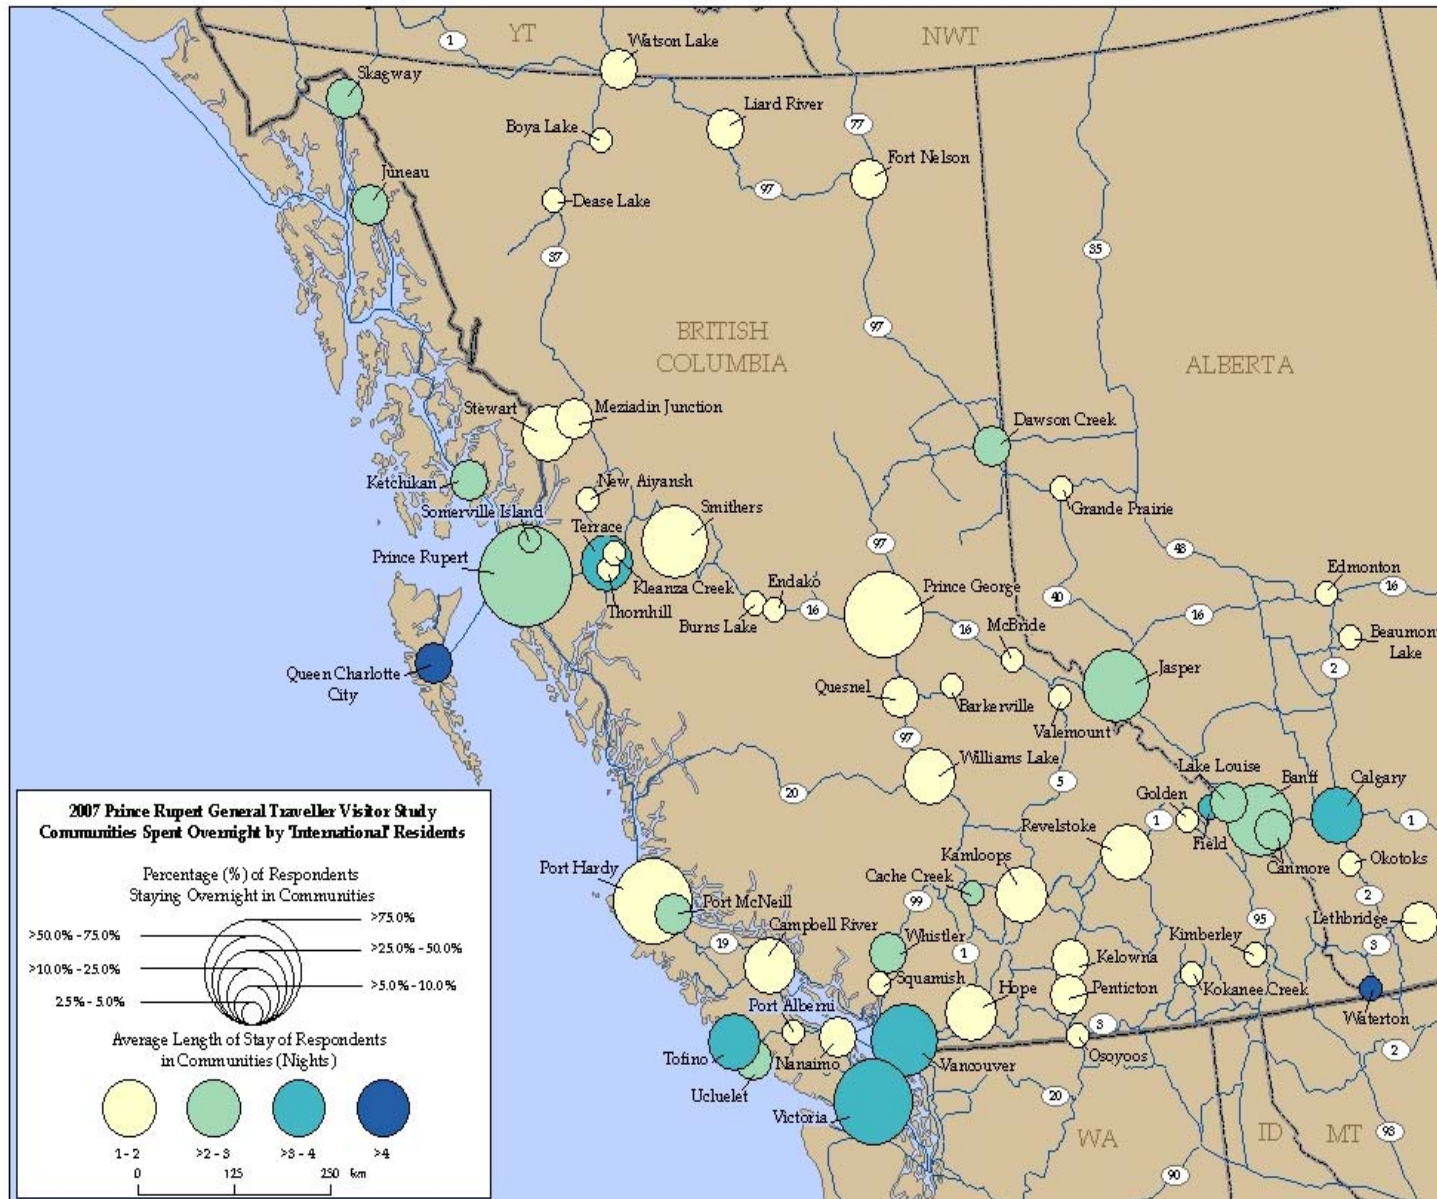 YT
NWT
1
Watson Lake
Skagway
Liard River
Boya Lake
77
Fort Nelson
Juneau
97
Dease Lake
37
35
97
BRITISH
COLUMBIA
ALBERTA
Stewart
Meziadin Junction
Dawson Creek
Ketchikan
New Aiyansh
Somerville Island
Smithers
Grande Prairie
Terrace
97
43
Prince Rupert
Kleanza Creek
Thornhill
Endako
Burns Lake
16
Prince George
40
16
Edmonton
16
16
McBride
Beaumont
Lake
2
Jasper
Queen Charlotte
City
Quesnel
Barkerville
Valemount
97
Williams Lake
5
20
Lake Louise
Banff
Calgary
Golden
1
Field
1
Revelstoke
Canmore
Okotoks
2
Port Hardy
Kamloops
Cache Creek
99
Port McNeill
95
Lethbridge
Campbell River
19
Whistler
1
Kimberley
3
Kelowna
Squamish
Kokanee Creek
Penticton
Hope
Waterton
Port Alberni
3
Osoyoos
2
Tofino
Nanaimo
Vancouver
Ucluelet
20
Victoria
WA
ID
MT
93
90
2007 Prince Rupert General Traveller Visitor Study
Communities Spent Overnight by 'International' Residents
Percentage (%) of Respondents
Staying Overnight in Communities
>75.0%
>50.0% - 75.0%
>25.0% - 50.0%
>10.0% - 25.0%
>5.0% - 10.0%
2.5% - 5.0%
Average Length of Stay of Respondents
in Communities (Nights)
1 - 2
>2 - 3
>3 - 4
>4
0
125
250 km